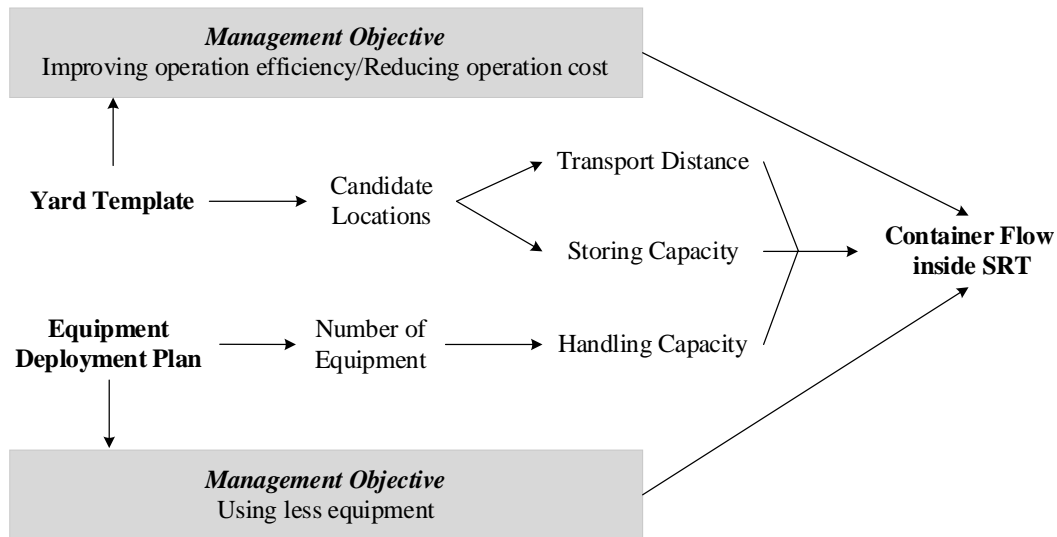 Management Objective
Improving operation efficiency/Reducing operation cost
Yard Template
Candidate
Locations
Transport Distance
Storing Capacity
Container Flow
inside SRT
Equipment
Deployment Plan
Number of
Equipment
Handling Capacity
Management Objective
Using less equipment